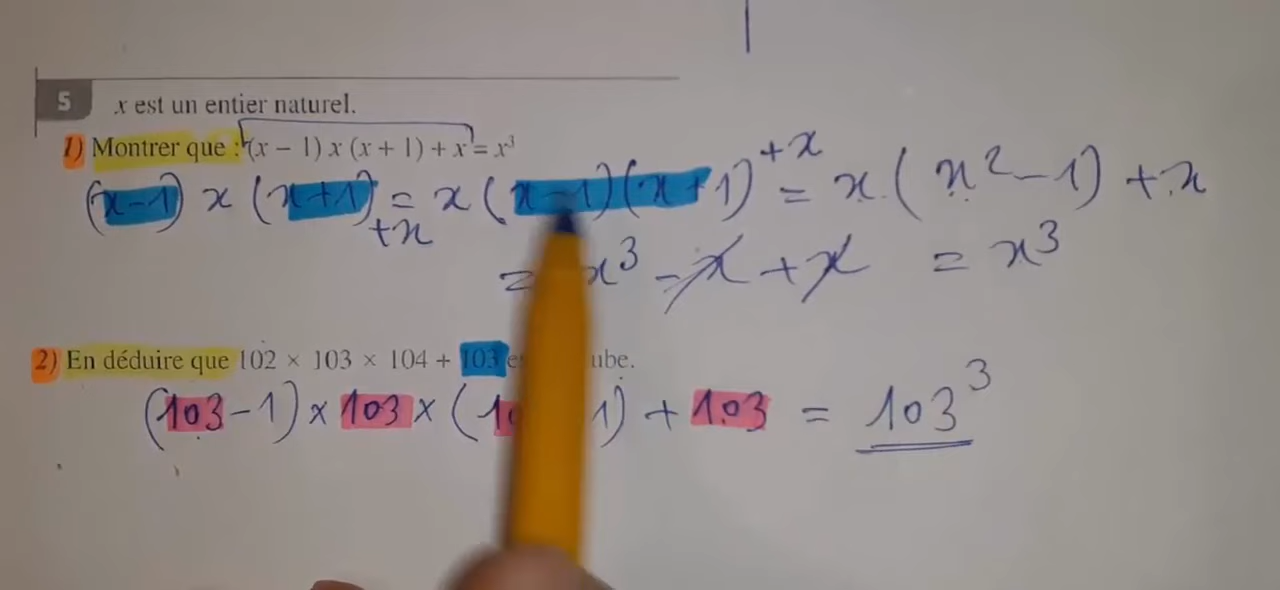 5 x est un entier naturel.
1) Montrer que : (x − 1) x (x + 1) + x = x³
(x-1) x (x+1) + x = x (x-1)(x+1) + x = x . (x² - 1) + x
= x³ - x + x = x³
2) En déduire que 102 × 103 × 104 + 103 ube.
(103 - 1) × 103 × ( 1) + 103 = 103³